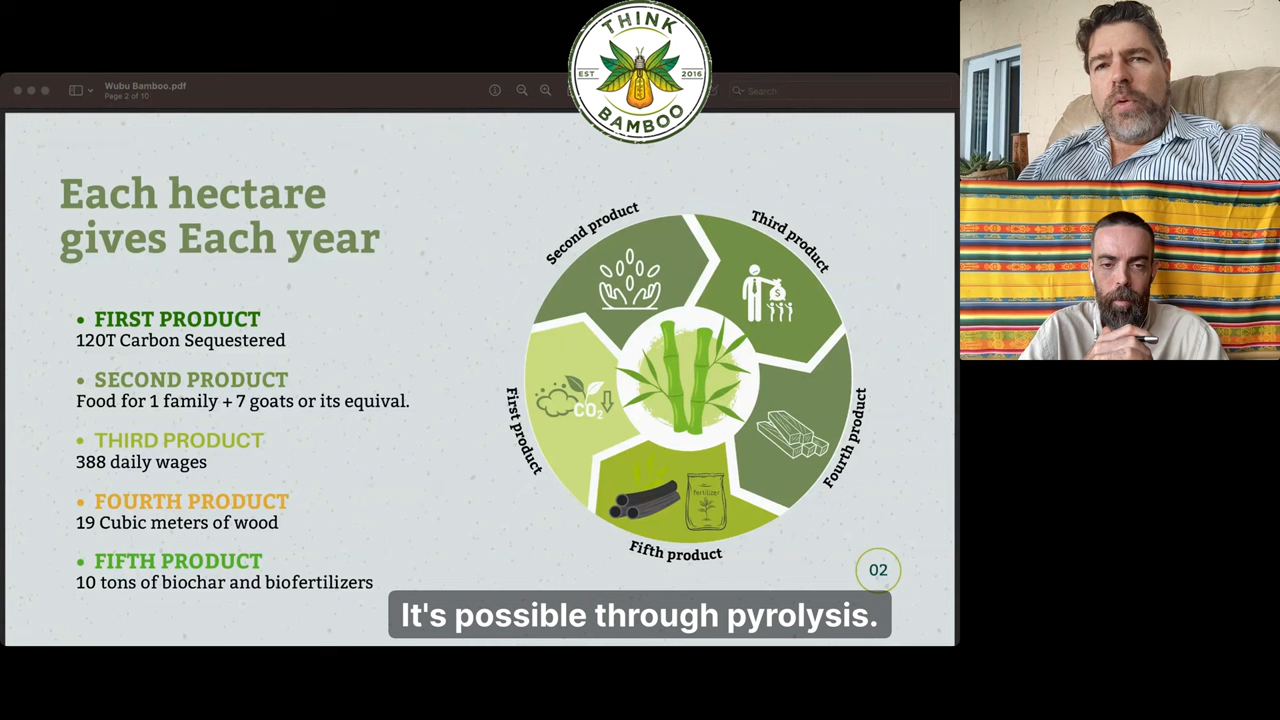 THINK
EST
2016
BAMBOO
Wubu Bamboo.pdf
Page 2 of 10
Search
Each hectare
gives Each year
• FIRST PRODUCT
120T Carbon Sequestered
• SECOND PRODUCT
Food for 1 family + 7 goats or its equival.
• THIRD PRODUCT
388 daily wages
• FOURTH PRODUCT
19 Cubic meters of wood
• FIFTH PRODUCT
10 tons of biochar and biofertilizers
Second product
Third product
First product
CO₂
$
Fourth product
fertilizer
Fifth product
02
It's possible through pyrolysis.